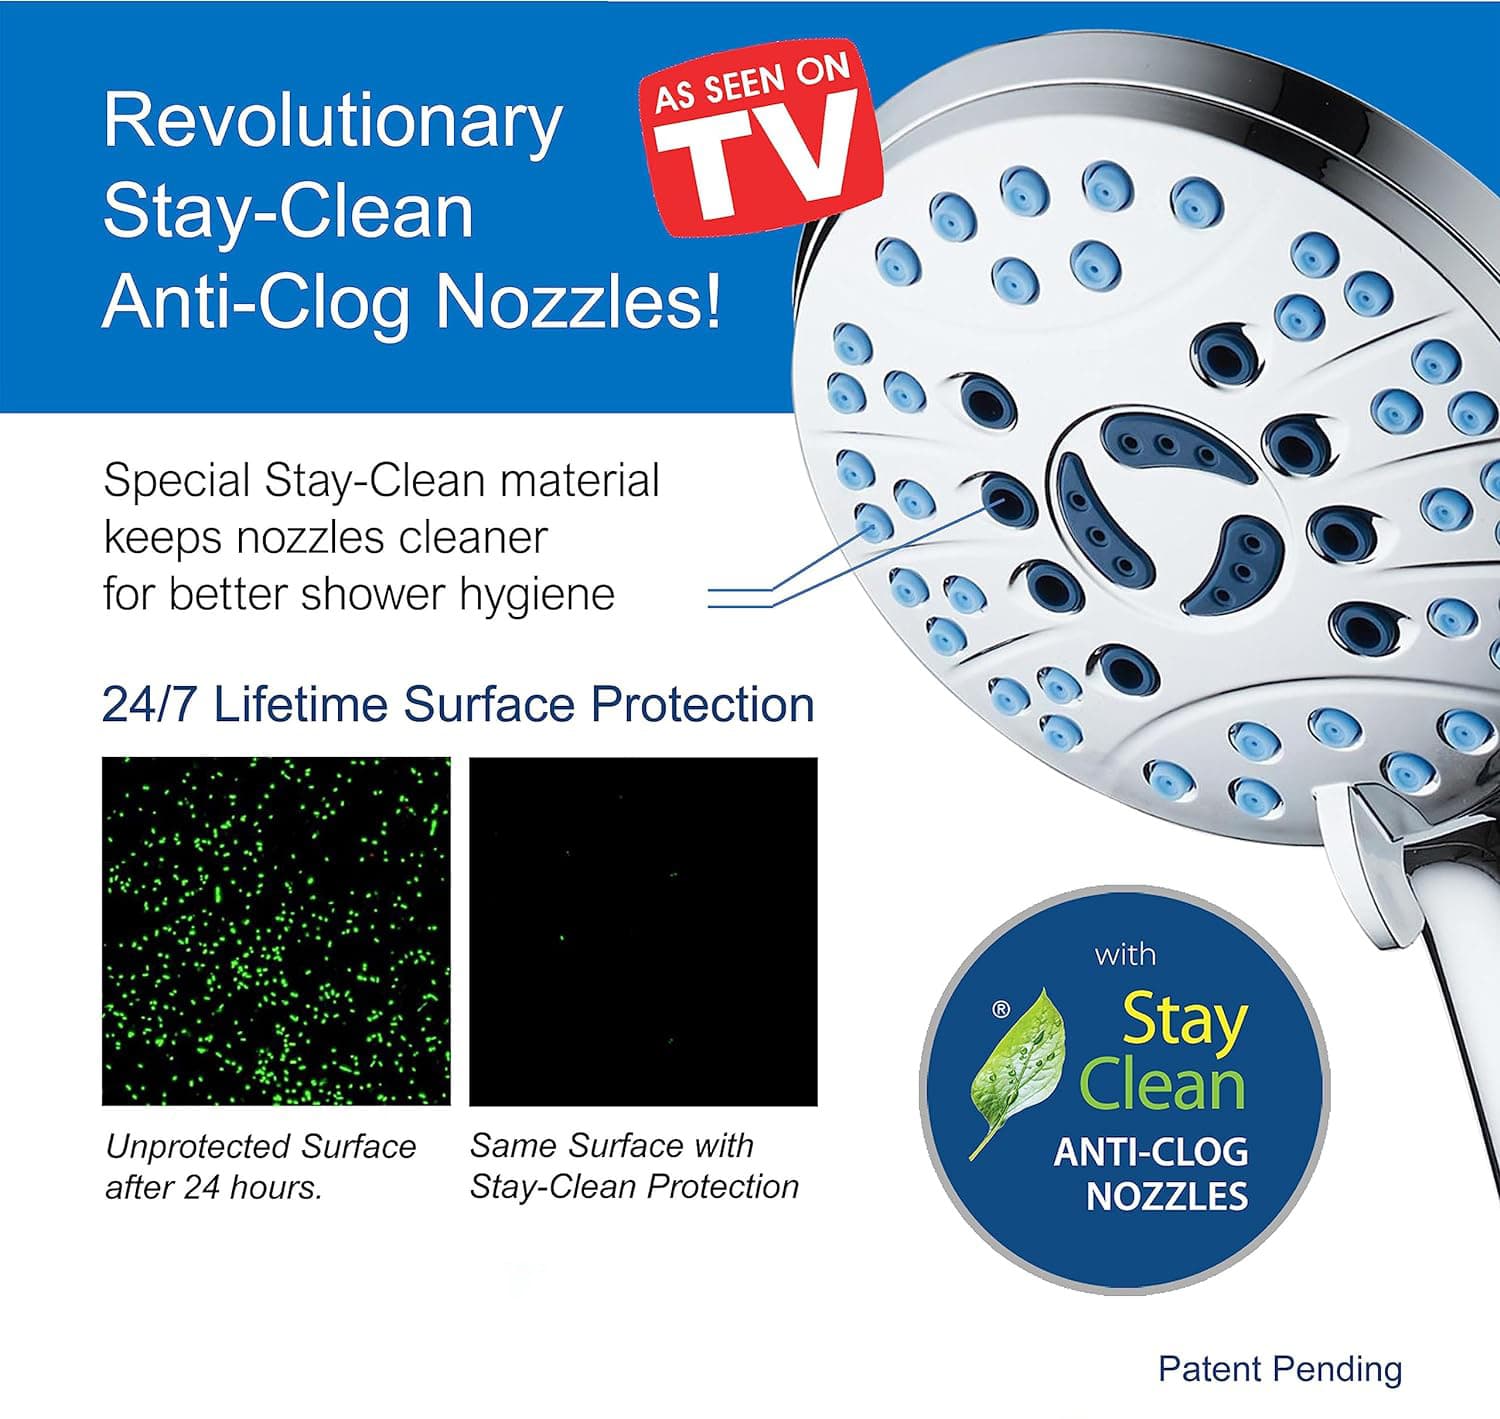 Revolutionary
Stay-Clean
Anti-Clog Nozzles!
AS SEEN ON
TV
Special Stay-Clean material
keeps nozzles cleaner
for better shower hygiene
24/7 Lifetime Surface Protection
Unprotected Surface
after 24 hours.
Same Surface with
Stay-Clean Protection
with
®
Stay
Clean
ANTI-CLOG
NOZZLES
Patent Pending